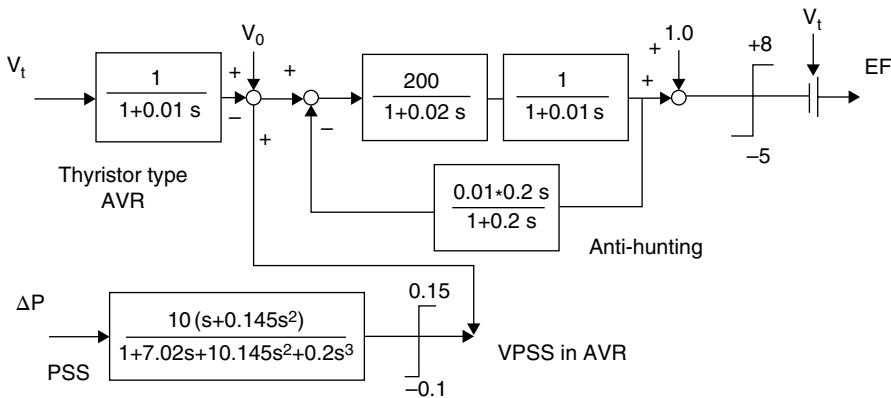 V₀
1.0
+8
Vₜ
EF
Vₜ
1
1+0.01 s
+
−
+
+
−
200
1+0.02 s
1
1+0.01 s
+
+
−5
Thyristor type
AVR
0.01*0.2 s
1+0.2 s
Anti-hunting
ΔP
PSS
10 (s+0.145s²)
1+7.02s+10.145s²+0.2s³
0.15
−0.1
VPSS in AVR